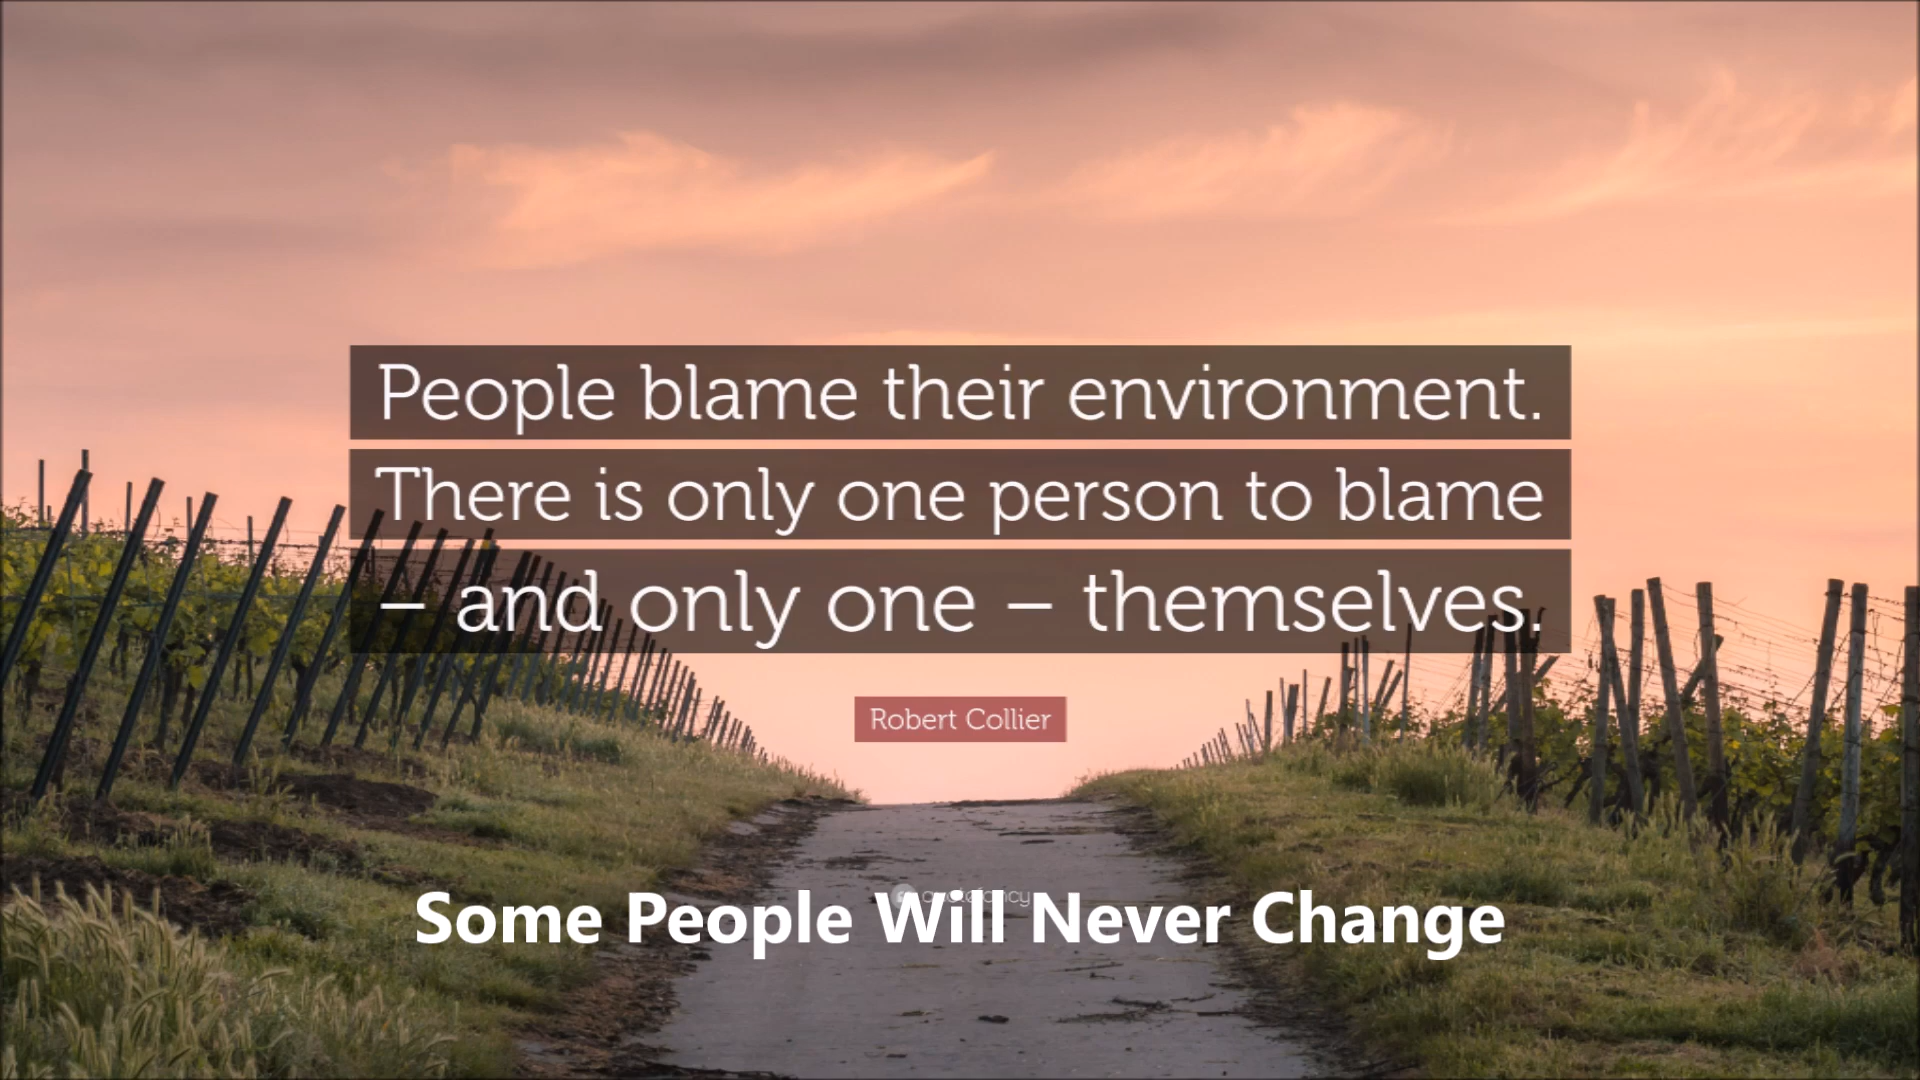 People blame their environment.
There is only one person to blame
– and only one – themselves.
Robert Collier
Some People Will Never Change